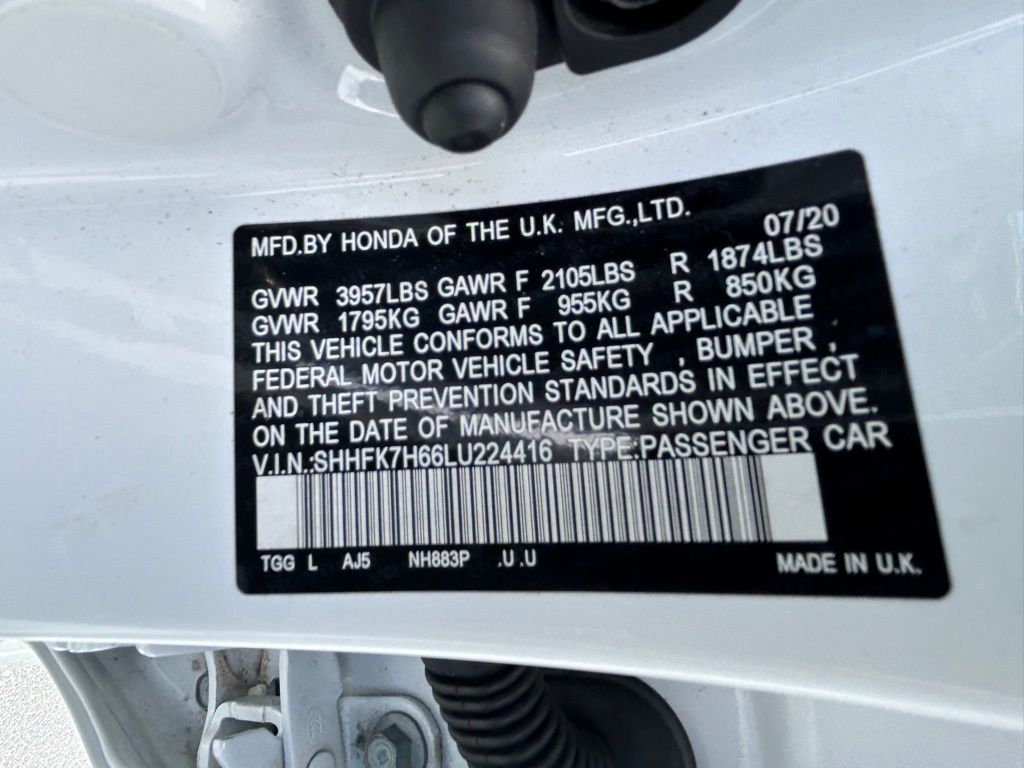 MFD.BY HONDA OF THE U.K. MFG.,LTD. 07/20
GVWR 3957LBS GAWR F 2105LBS R 1874LBS
GVWR 1795KG GAWR F 955KG R 850KG
THIS VEHICLE CONFORMS TO ALL APPLICABLE
FEDERAL MOTOR VEHICLE SAFETY , BUMPER ,
AND THEFT PREVENTION STANDARDS IN EFFECT
ON THE DATE OF MANUFACTURE SHOWN ABOVE.
V.I.N.:SHHFK7H66LU224416 TYPE:PASSENGER CAR
TGG L AJ5 NH883P .U .U MADE IN U.K.